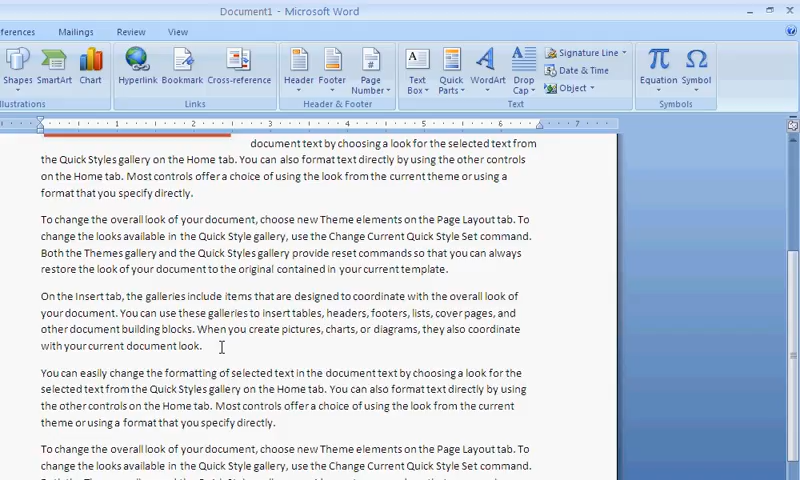 Document1 - Microsoft Word
ferences Mailings Review View
Shapes SmartArt Chart Hyperlink Bookmark Cross-reference Header Footer Page Number Text Box Quick Parts WordArt Drop Cap Signature Line Date & Time Object Equation Symbol
llustrations Links Header & Footer Text Symbols
1 2 3 4 5 6 7
document text by choosing a look for the selected text from
the Quick Styles gallery on the Home tab. You can also format text directly by using the other controls
on the Home tab. Most controls offer a choice of using the look from the current theme or using a
format that you specify directly.
To change the overall look of your document, choose new Theme elements on the Page Layout tab. To
change the looks available in the Quick Style gallery, use the Change Current Quick Style Set command.
Both the Themes gallery and the Quick Styles gallery provide reset commands so that you can always
restore the look of your document to the original contained in your current template.
On the Insert tab, the galleries include items that are designed to coordinate with the overall look of
your document. You can use these galleries to insert tables, headers, footers, lists, cover pages, and
other document building blocks. When you create pictures, charts, or diagrams, they also coordinate
with your current document look.
You can easily change the formatting of selected text in the document text by choosing a look for the
selected text from the Quick Styles gallery on the Home tab. You can also format text directly by using
the other controls on the Home tab. Most controls offer a choice of using the look from the current
theme or using a format that you specify directly.
To change the overall look of your document, choose new Theme elements on the Page Layout tab. To
change the looks available in the Quick Style gallery, use the Change Current Quick Style Set command.